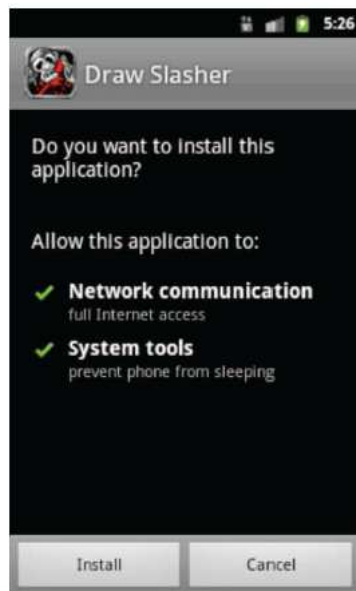 5:26
Draw Slasher
Do you want to install this
application?
Allow this application to:
Network communication
full Internet access
System tools
prevent phone from sleeping
Install
Cancel